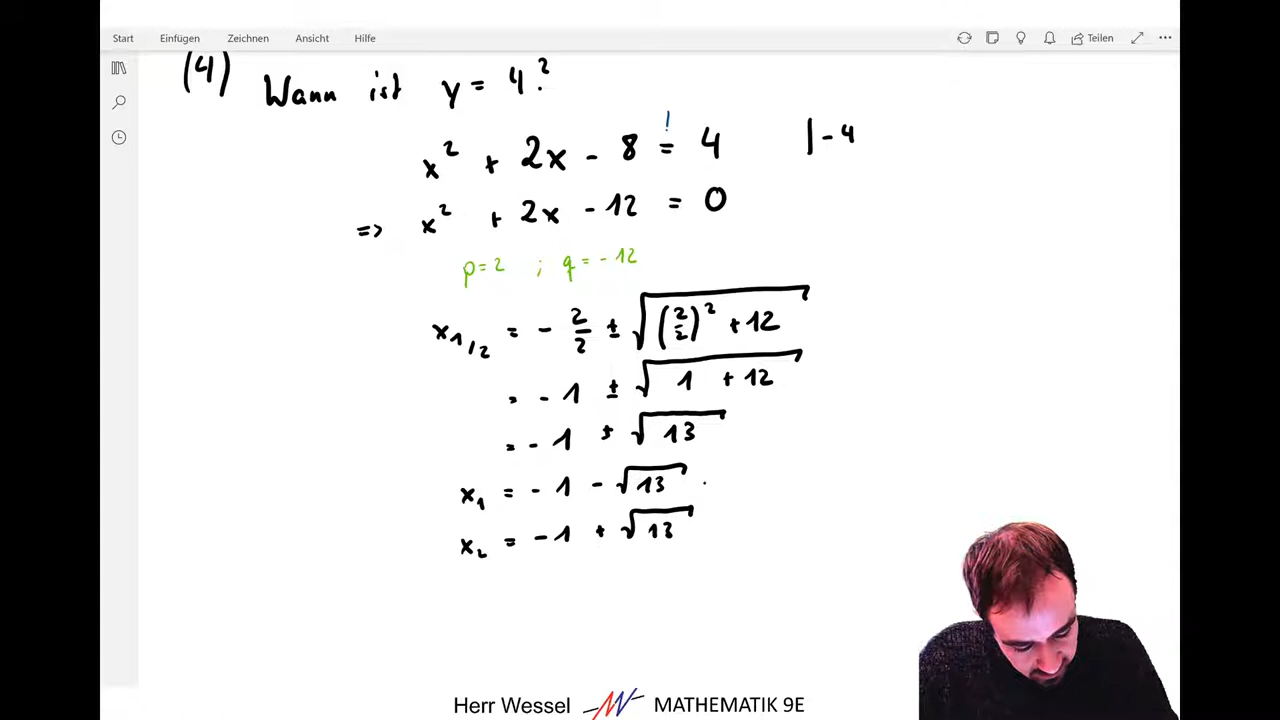 Start Einfügen Zeichnen Ansicht Hilfe Teilen
(4) Wann ist y = 4?
x² + 2x - 8 = 4 | - 4
!
=> x² + 2x - 12 = 0
p = 2 ; q = - 12
x₁/₂ = - 2/2 ± √((2/2)² + 12)
= - 1 ± √(1 + 12)
= - 1 ± √13
x₁ = - 1 - √13
x₂ = - 1 + √13
Herr Wessel MATHEMATIK 9E